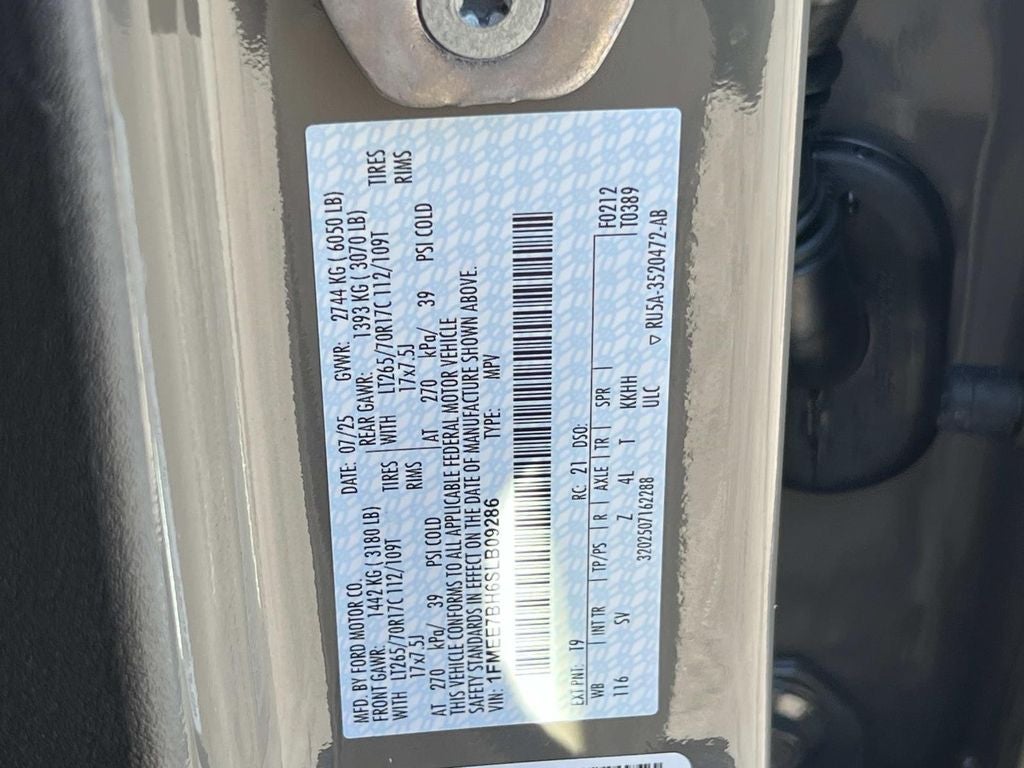 MFD. BY FORD MOTOR CO. DATE: 07/25 GVWR: 2744 KG ( 6050 LB)
FRONT GAWR: 1442 KG ( 3180 LB) REAR GAWR: 1393 KG ( 3070 LB)
WITH LT265/70R17C 112/109T TIRES WITH LT265/70R17C 112/109T TIRES
17x7.5J RIMS 17x7.5J RIMS
AT 270 kPa/ 39 PSI COLD AT 270 kPa/ 39 PSI COLD
THIS VEHICLE CONFORMS TO ALL APPLICABLE FEDERAL MOTOR VEHICLE
SAFETY STANDARDS IN EFFECT ON THE DATE OF MANUFACTURE SHOWN ABOVE.
VIN: 1FMEE7BH6SLB09286 TYPE: MPV
EXT PNT: T9 RC: 21 DSO: F0212
WB INT TR TP/PS R AXLE TR SPR T0389
116 SV Z 4L T KKHH
ULC
3202507162288 ▽ RU5A-3520472-AB